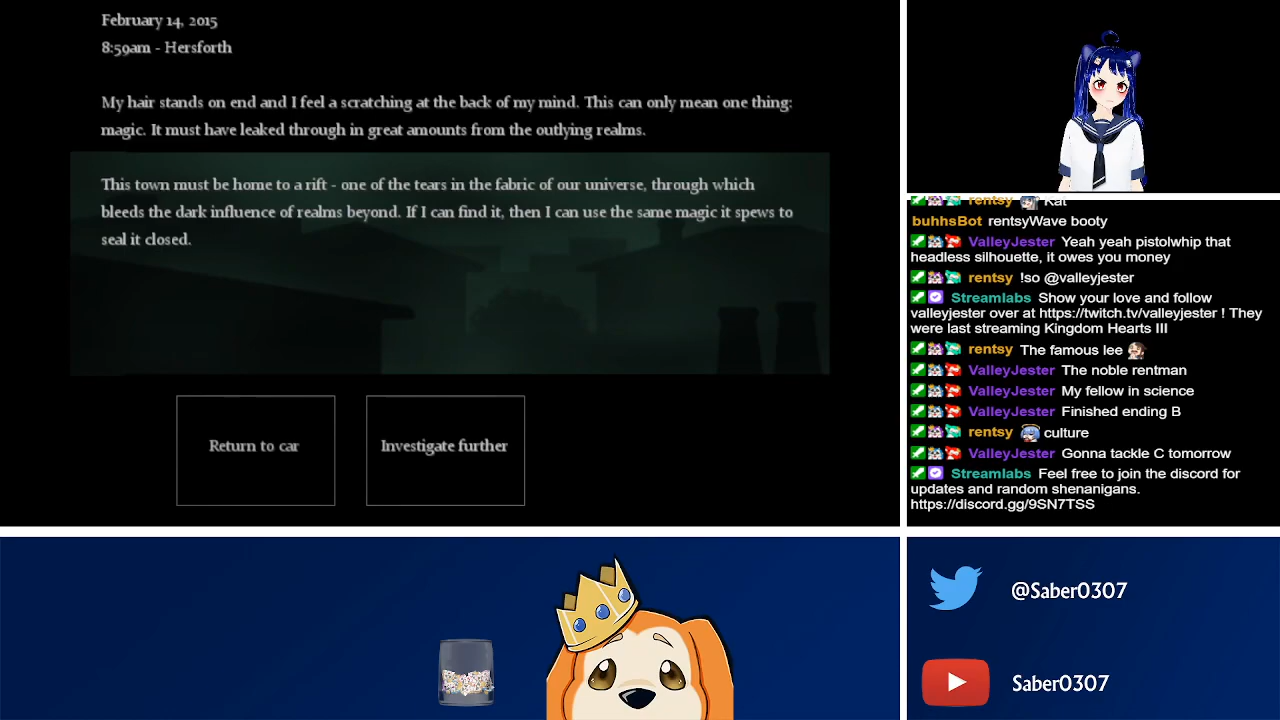 February 14, 2015
8:59am - Hersforth
My hair stands on end and I feel a scratching at the back of my mind. This can only mean one thing:
magic. It must have leaked through in great amounts from the outlying realms.
This town must be home to a rift - one of the tears in the fabric of our universe, through which
bleeds the dark influence of realms beyond. If I can find it, then I can use the same magic it spews to
seal it closed.
Return to car
Investigate further
rentsy Kat
buhhsBot rentsyWave booty
ValleyJester Yeah yeah pistolwhip that
headless silhouette, it owes you money
rentsy !so @valleyjester
Streamlabs Show your love and follow
valleyjester over at https://twitch.tv/valleyjester ! They
were last streaming Kingdom Hearts III
rentsy The famous lee
ValleyJester The noble rentman
ValleyJester My fellow in science
ValleyJester Finished ending B
rentsy culture
ValleyJester Gonna tackle C tomorrow
Streamlabs Feel free to join the discord for
updates and random shenanigans.
https://discord.gg/9SN7TSS
@Saber0307
Saber0307